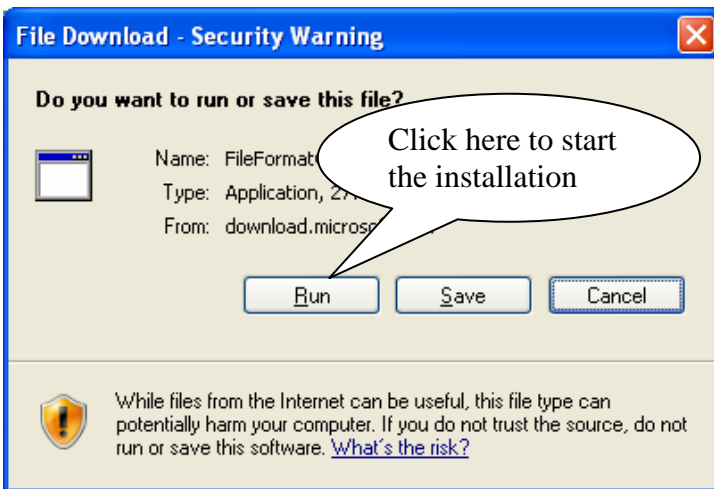 File Download - Security Warning
Do you want to run or save this file?
Click here to start
the installation
Name: FileFormat
Type: Application, 27
From: download.microso
Run Save Cancel
While files from the Internet can be useful, this file type can
potentially harm your computer. If you do not trust the source, do not
run or save this software. What's the risk?